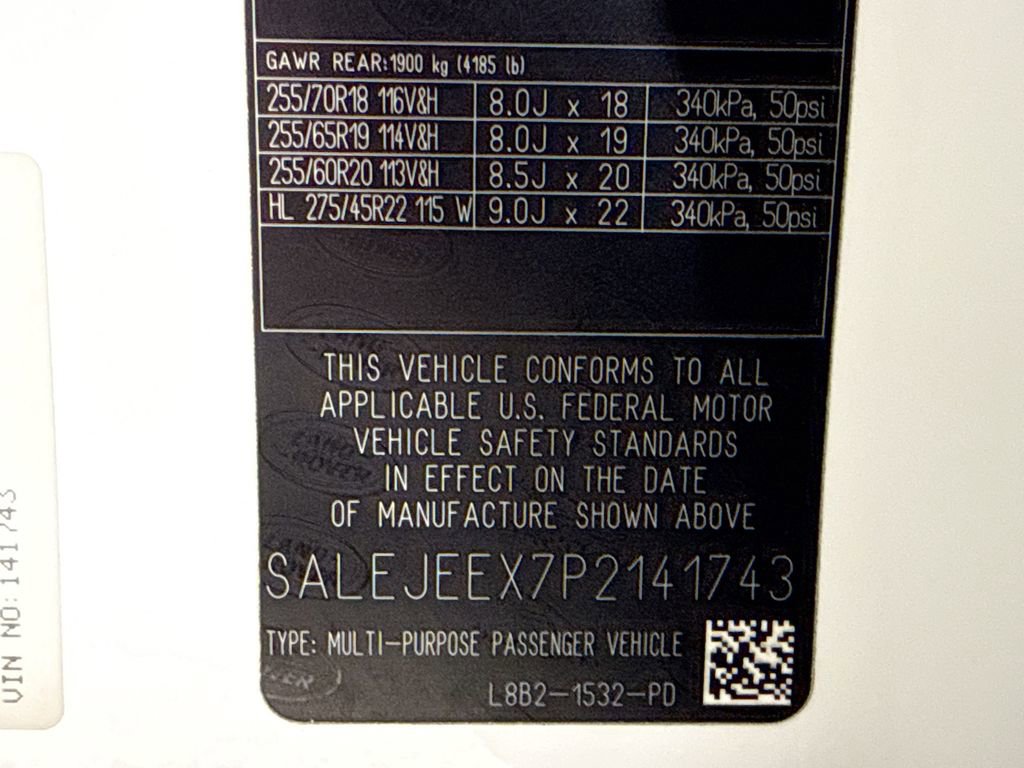 GAWR REAR:1900 kg (4185 lb)
255/70R18 116V&H 8.0J x 18 340kPa, 50psi
255/65R19 114V&H 8.0J x 19 340kPa, 50psi
255/60R20 113V&H 8.5J x 20 340kPa, 50psi
HL 275/45R22 115 W 9.0J x 22 340kPa, 50psi
THIS VEHICLE CONFORMS TO ALL
APPLICABLE U.S. FEDERAL MOTOR
VEHICLE SAFETY STANDARDS
IN EFFECT ON THE DATE
OF MANUFACTURE SHOWN ABOVE
SALEJEEX7P2141743
TYPE: MULTI-PURPOSE PASSENGER VEHICLE
L8B2-1532-PD
VIN NO:141743
LAND
ROVER